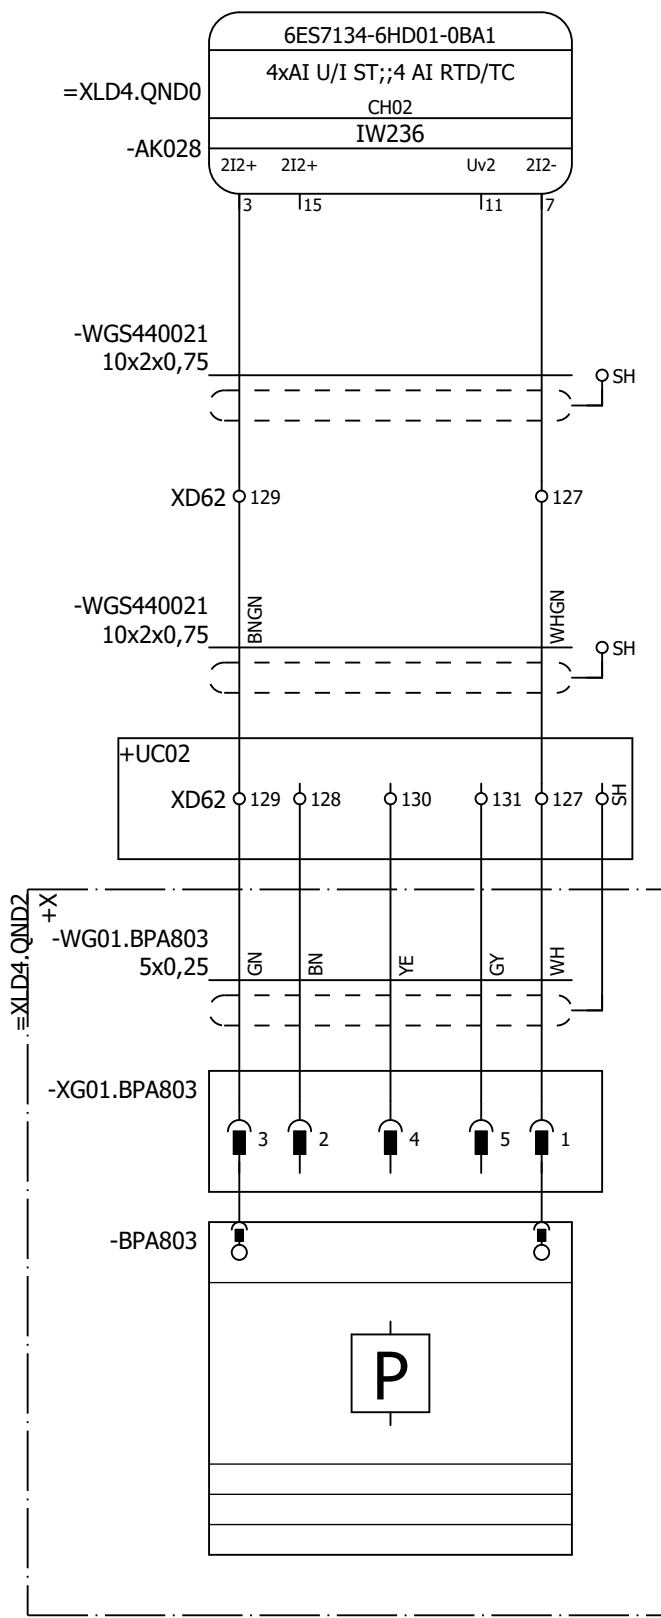 6ES7134-6HD01-0BA1
4xAI U/I ST;;4 AI RTD/TC
=XLD4.QND0
CH02
IW236
-AK028
2I2+ 2I2+ Uv2 2I2-
3 15 11 7
-WGS440021
10x2x0,75
SH
XD62 129 127
-WGS440021
10x2x0,75
BNGN WHGN
SH
+UC02
XD62 129 128 130 131 127 SH
=XLD4.QND2
+X
-WG01.BPA803
5x0,25
GN BN YE GY WH
-XG01.BPA803
3 2 4 5 1
-BPA803
P